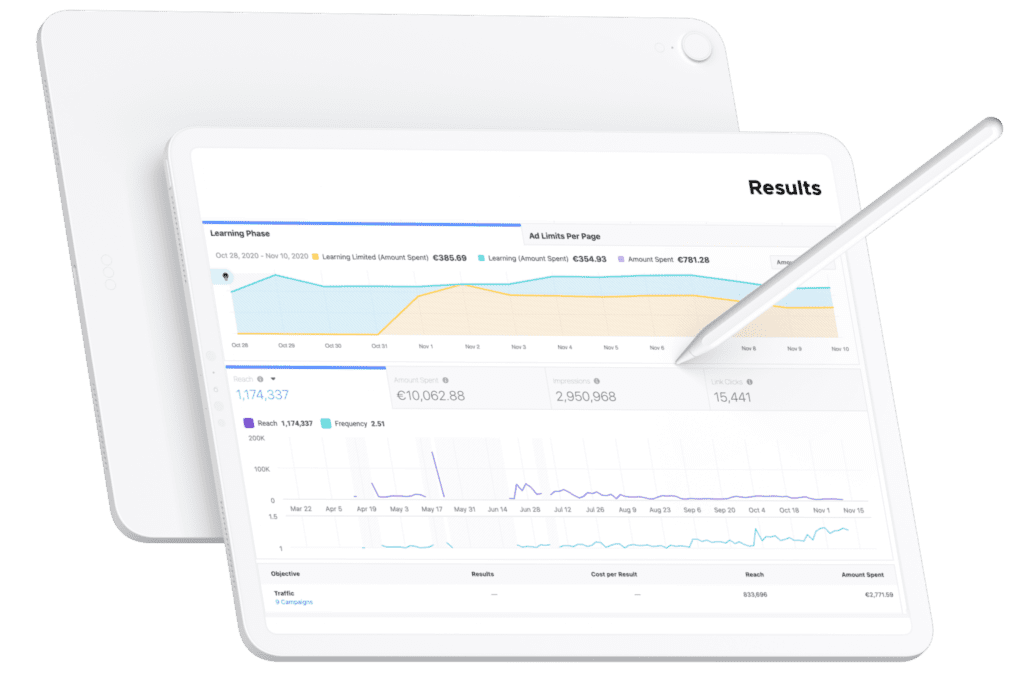 Results
Learning Phase
Ad Limits Per Page
Oct 28, 2020 - Nov 10, 2020 Learning Limited (Amount Spent) €385.69 Learning (Amount Spent) €354.93 Amount Spent €781.28
Oct 28 Oct 29 Oct 30 Oct 31 Nov 1 Nov 2 Nov 3 Nov 4 Nov 5 Nov 6 Nov 8 Nov 9 Nov 10
Reach Amount Spent Impressions Link Clicks
1,174,337 €10,062.88 2,950,968 15,441
Reach 1,174,337 Frequency 2.51
200K
100K
0
Mar 22 Apr 5 Apr 19 May 3 May 17 May 31 Jun 14 Jun 28 Jul 12 Jul 26 Aug 9 Aug 23 Sep 6 Sep 20 Oct 4 Oct 18 Nov 1 Nov 15
1.5
1
Objective Results Cost per Result Reach Amount Spent
Traffic — — 933,696 €2,771.59
9 Campaigns